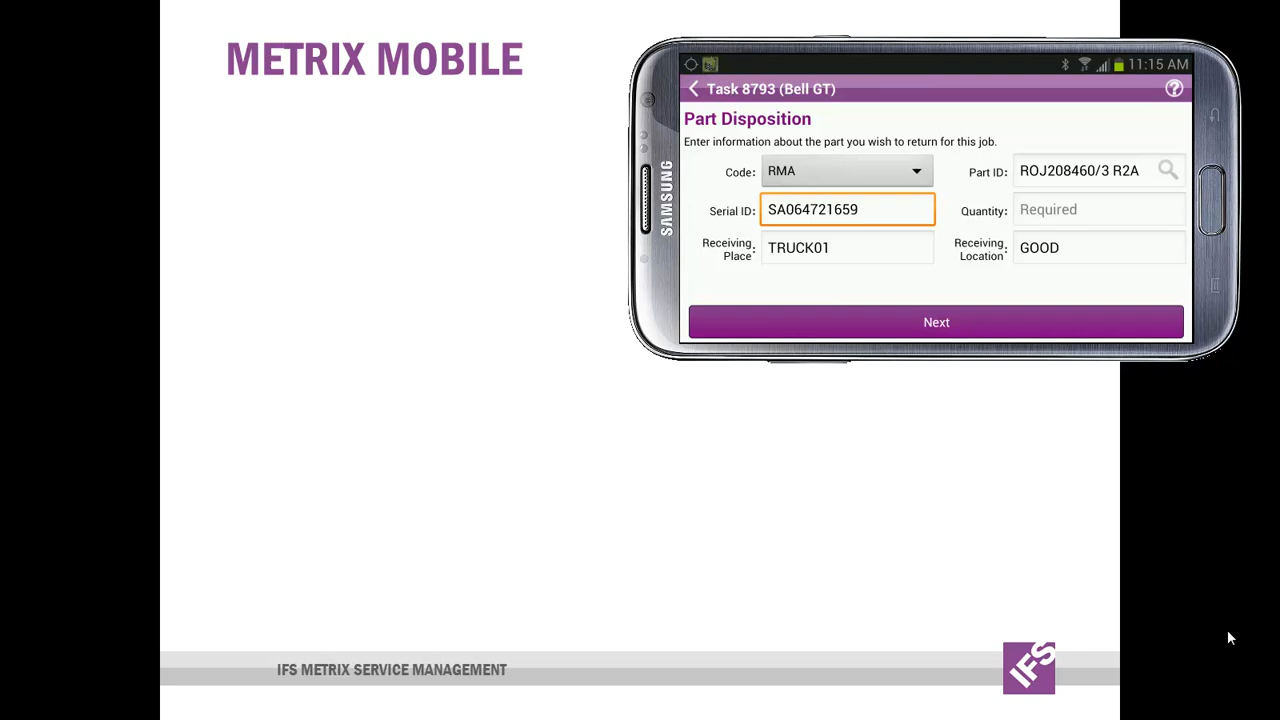 METRIX MOBILE
SAMSUNG
11:15 AM
Task 8793 (Bell GT)
?
Part Disposition
Enter information about the part you wish to return for this job.
Code: RMA
Part ID: ROJ208460/3 R2A
Serial ID: SA064721659
Quantity: Required
Receiving Place: TRUCK01
Receiving Location: GOOD
Next
IFS METRIX SERVICE MANAGEMENT
IFS